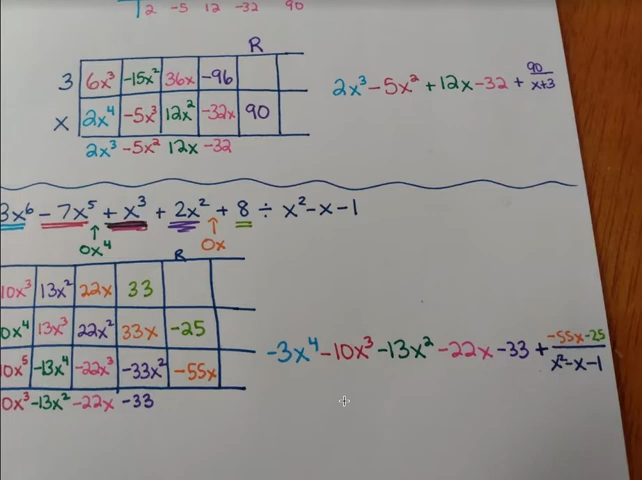 2 -5 12 -32 90
R
3 6x³ -15x² 36x -96
x 2x⁴ -5x³ 12x² -32x 90
2x³ -5x² 12x -32
2x³ -5x² +12x -32 + 90/x+3
3x⁶ - 7x⁵ + x³ + 2x² + 8 ÷ x² - x - 1
↑ ↑
0x⁴ 0x
R
10x³ 13x² 22x 33
0x⁴ 13x³ 22x² 33x -25
10x⁵ -13x⁴ -22x³ -33x² -55x
0x³ -13x² -22x -33
-3x⁴ -10x³ -13x² -22x -33 + -55x-25/x²-x-1